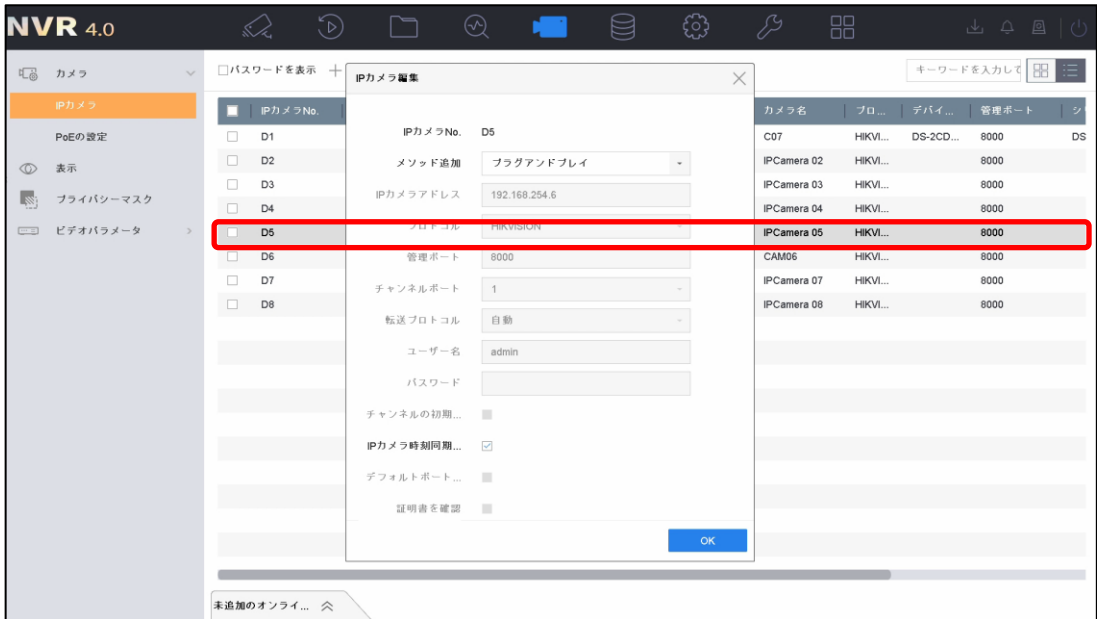 NVR 4.0
カメラ
IPカメラ
PoEの設定
表示
プライバシーマスク
ビデオパラメータ
パスワードを表示
キーワードを入力して
IPカメラNo. カメラ名 プロ... デバイ... 管理ポート シリ
D1 C07 HIKVI... DS-2CD... 8000 DS
D2 IPCamera 02 HIKVI... 8000
D3 IPCamera 03 HIKVI... 8000
D4 IPCamera 04 HIKVI... 8000
D5 IPCamera 05 HIKVI... 8000
D6 CAM06 HIKVI... 8000
D7 IPCamera 07 HIKVI... 8000
D8 IPCamera 08 HIKVI... 8000
IPカメラ編集
IPカメラNo. D5
メソッド追加 プラグアンドプレイ
IPカメラアドレス 192.168.254.6
プロトコル HIKVISION
管理ポート 8000
チャンネルポート 1
転送プロトコル 自動
ユーザー名 admin
パスワード
チャンネルの初期...
IPカメラ時刻同期...
デフォルトポート...
証明書を確認
OK
未追加のオンライ...